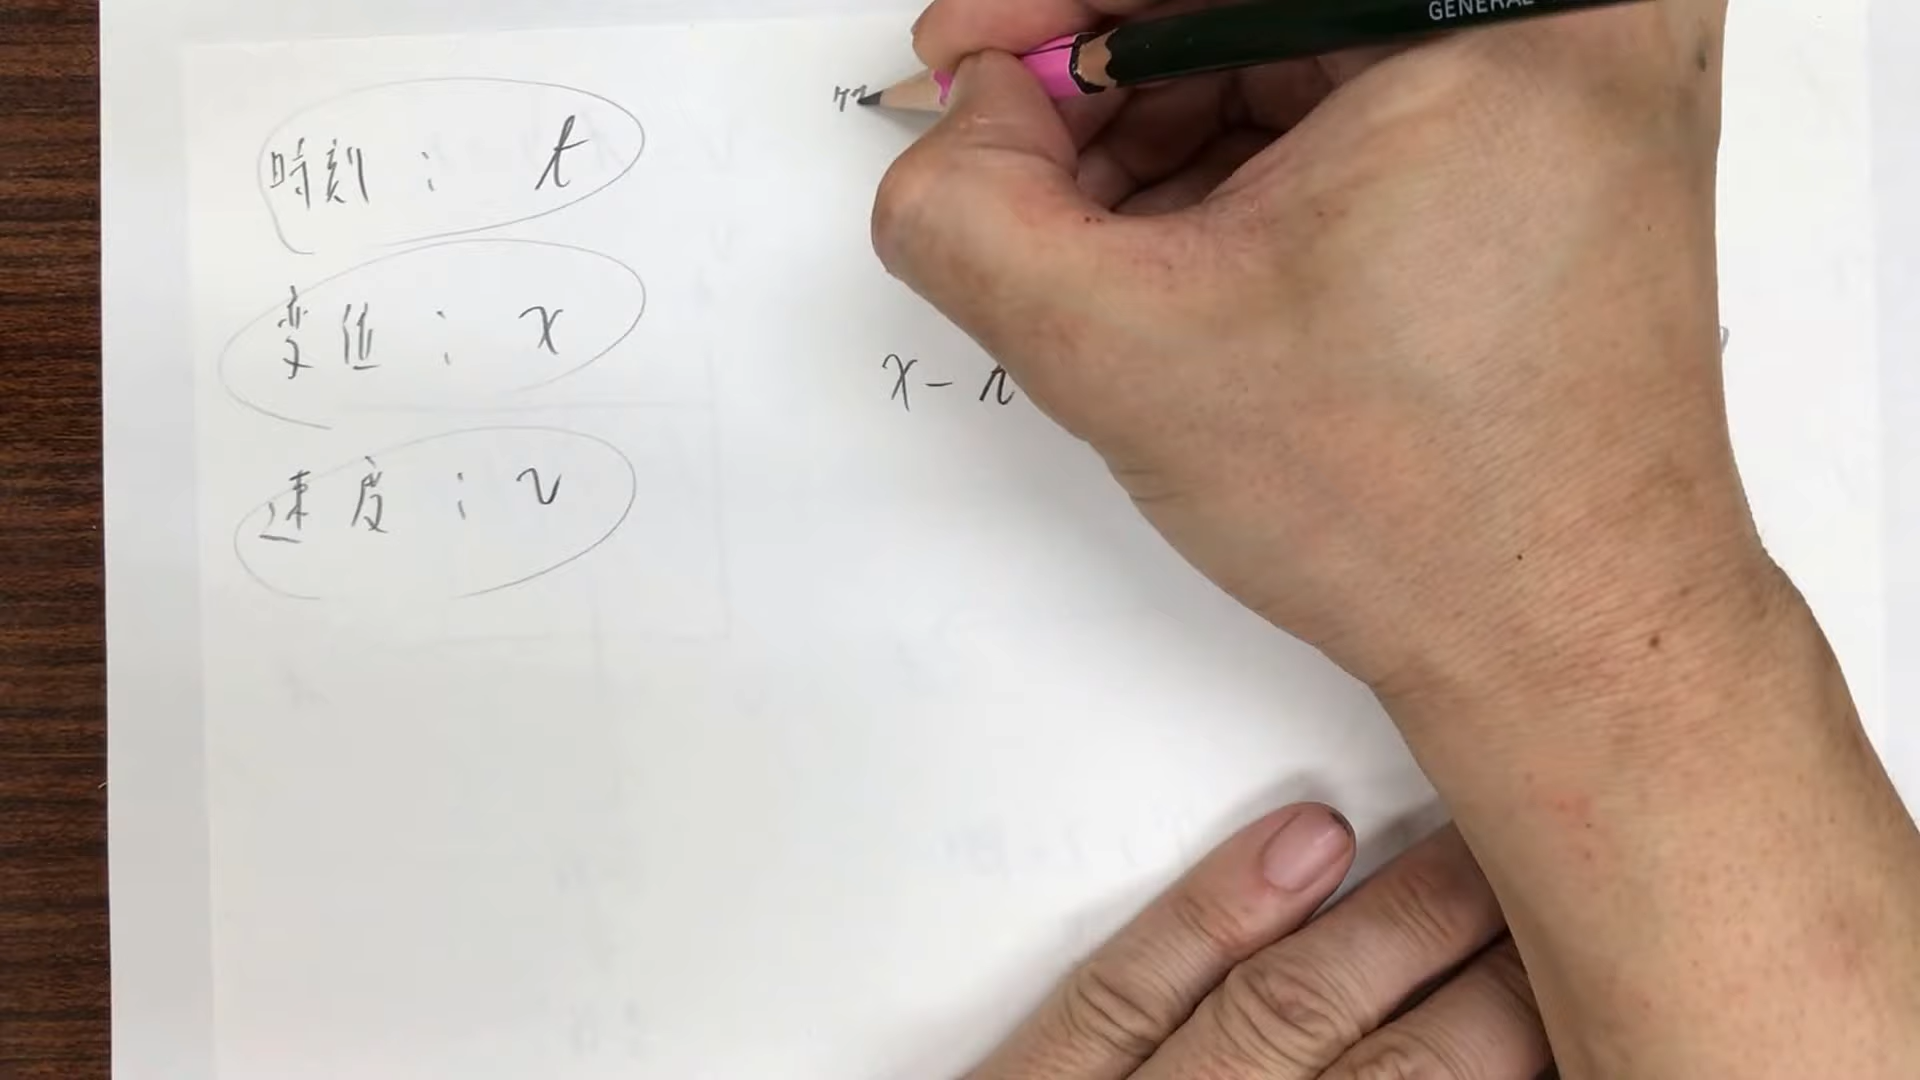 時刻 : t
変位 : x
速度 : v
x - t
GENERAL